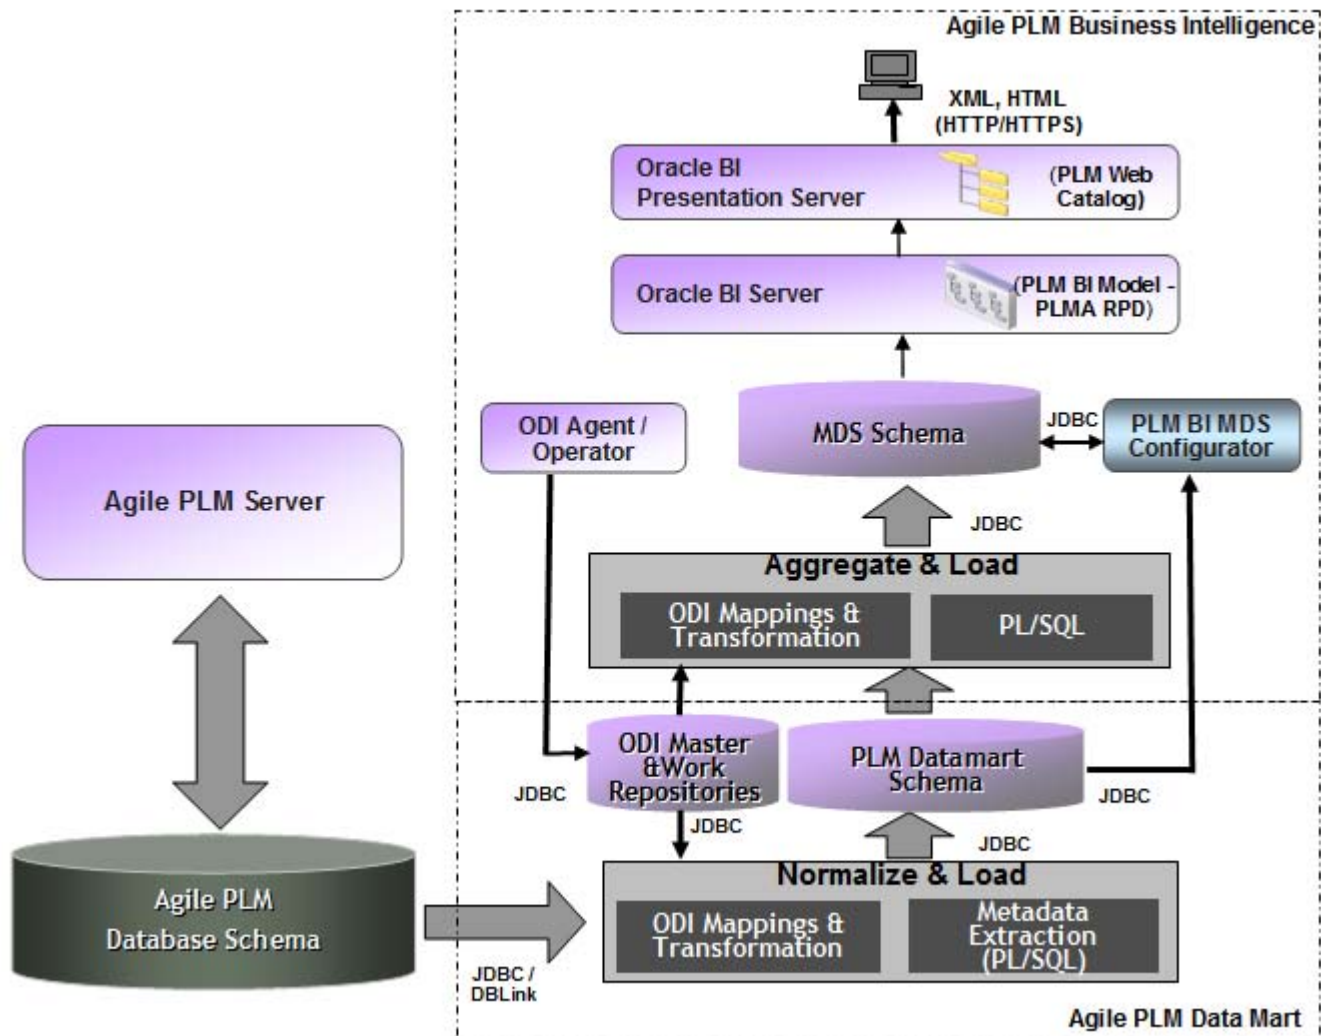 Agile PLM Business Intelligence
XML, HTML
(HTTP/HTTPS)
Oracle BI
Presentation Server
(PLM Web
Catalog)
Oracle BI Server
(PLM BI Model -
PLMA RPD)
ODI Agent /
Operator
MDS Schema
JDBC
PLM BI MDS
Configurator
Agile PLM Server
JDBC
Aggregate & Load
ODI Mappings &
Transformation
PL/SQL
ODI Master
&Work
Repositories
PLM Datamart
Schema
JDBC
JDBC
JDBC
JDBC
Normalize & Load
Agile PLM
Database Schema
ODI Mappings &
Transformation
Metadata
Extraction
(PL/SQL)
JDBC /
DBLink
Agile PLM Data Mart